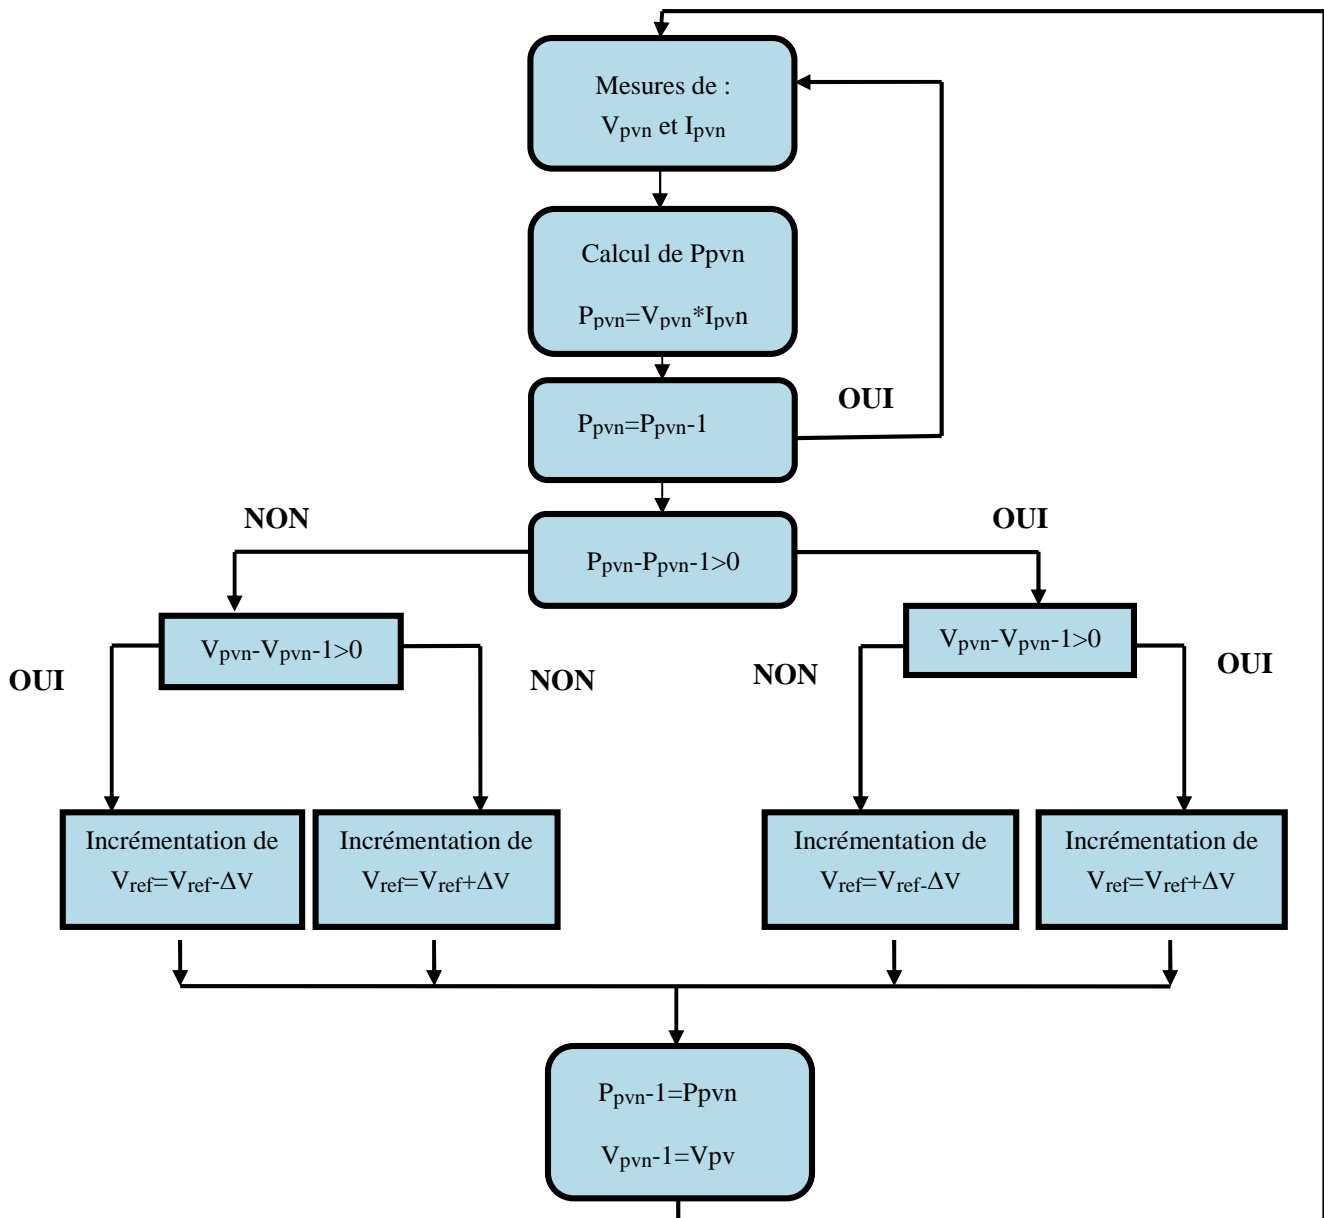 Mesures de :
Vpvn et Ipvn
Calcul de Ppvn
Ppvn=Vpvn*Ipvn
Ppvn=Ppvn-1
OUI
NON
OUI
Ppvn-Ppvn-1>0
Vpvn-Vpvn-1>0
Vpvn-Vpvn-1>0
OUI
NON
NON
OUI
Incrémentation de
Vref=Vref-ΔV
Incrémentation de
Vref=Vref+ΔV
Incrémentation de
Vref=Vref-ΔV
Incrémentation de
Vref=Vref+ΔV
Ppvn-1=Ppvn
Vpvn-1=Vpv